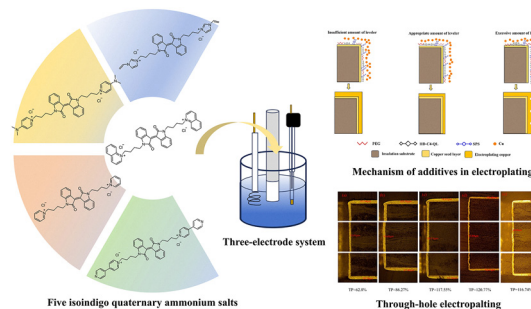 Insufficient amount of leveler
Appropriate amount of leveler
Excessive amount of l
PEG
SPS
Cu
Insulation substrate
Copper seed layer
Electroplating copper
Mechanism of additives in electroplating
Three-electrode system
TP=62.8%
TP=86.27%
TP=117.55%
TP=120.77%
Five isoindigo quaternary ammonium salts
Through-hole electropalting